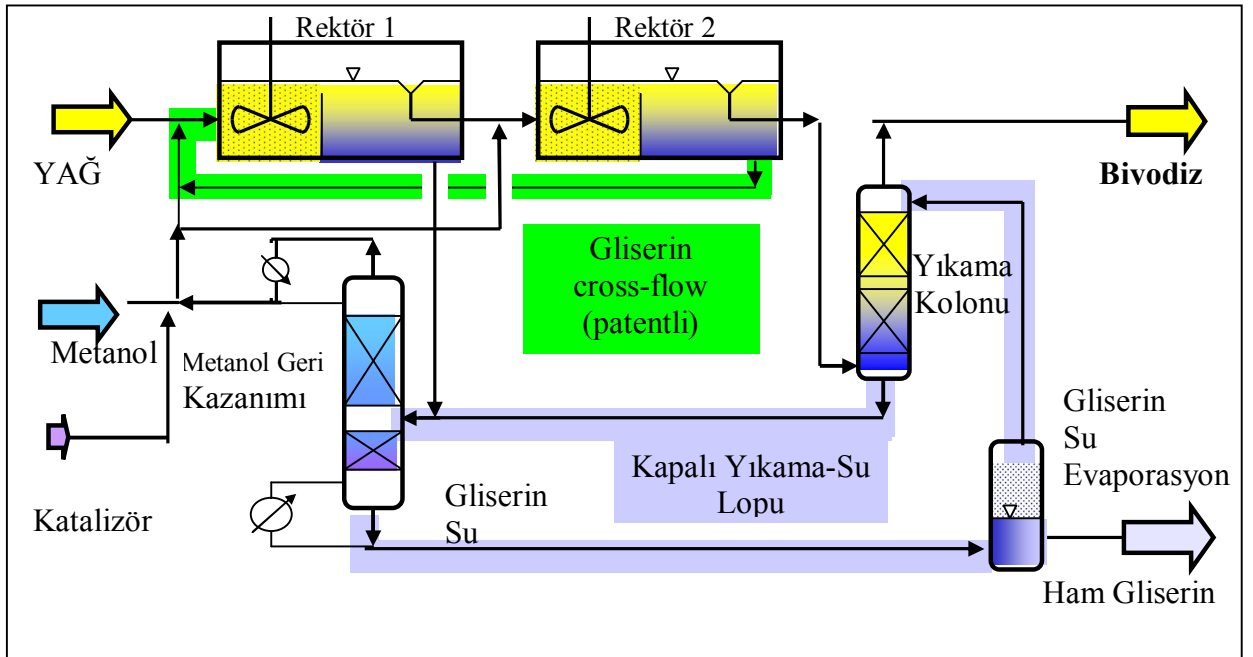 Rektör 1
Rektör 2
YAĞ
Bivodiz
Gliserin
cross-flow
(patentli)
Yıkama
Kolonu
Metanol
Metanol Geri
Kazanımı
Gliserin
Su
Evaporasyon
Kapalı Yıkama-Su
Lopu
Gliserin
Su
Katalizör
Ham Gliserin